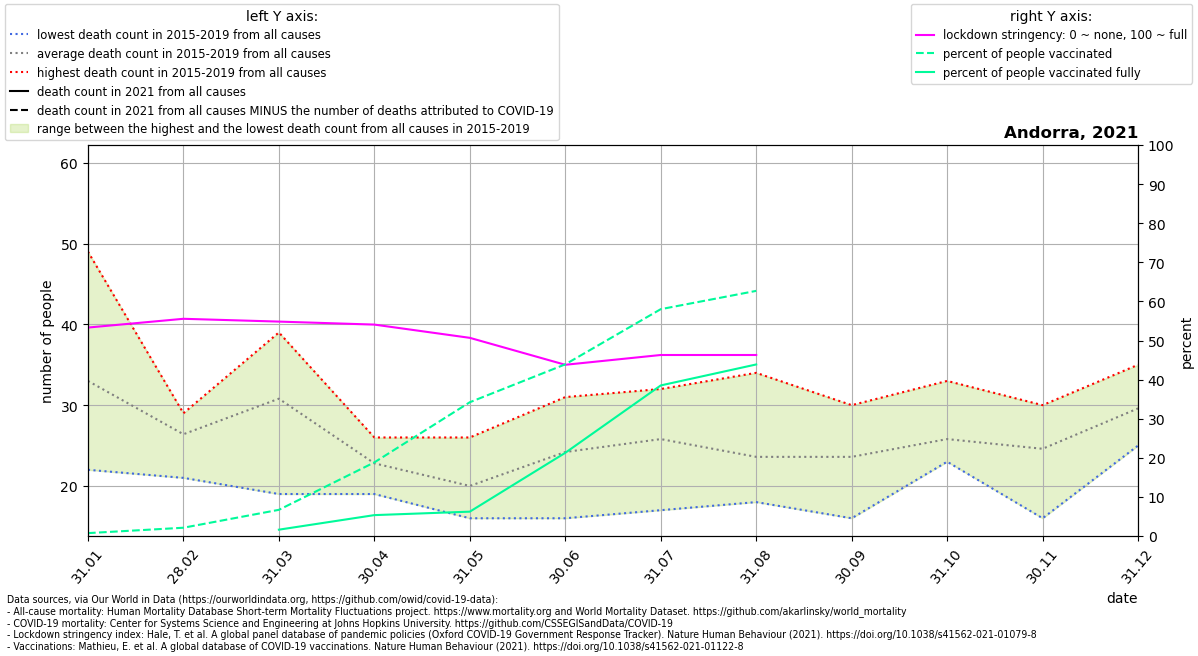 left Y axis:
lowest death count in 2015-2019 from all causes
average death count in 2015-2019 from all causes
highest death count in 2015-2019 from all causes
death count in 2021 from all causes
death count in 2021 from all causes MINUS the number of deaths attributed to COVID-19
range between the highest and the lowest death count from all causes in 2015-2019
right Y axis:
lockdown stringency: 0 ~ none, 100 ~ full
percent of people vaccinated
percent of people vaccinated fully
Andorra, 2021
number of people
60
50
40
30
20
percent
100
90
80
70
60
50
40
30
20
10
0
31.01
28.02
31.03
30.04
31.05
30.06
31.07
31.08
30.09
31.10
30.11
31.12
date
Data sources, via Our World in Data (https://ourworldindata.org, https://github.com/owid/covid-19-data):
- All-cause mortality: Human Mortality Database Short-term Mortality Fluctuations project. https://www.mortality.org and World Mortality Dataset. https://github.com/akarlinsky/world_mortality
- COVID-19 mortality: Center for Systems Science and Engineering at Johns Hopkins University. https://github.com/CSSEGISandData/COVID-19
- Lockdown stringency index: Hale, T. et al. A global panel database of pandemic policies (Oxford COVID-19 Government Response Tracker). Nature Human Behaviour (2021). https://doi.org/10.1038/s41562-021-01079-8
- Vaccinations: Mathieu, E. et al. A global database of COVID-19 vaccinations. Nature Human Behaviour (2021). https://doi.org/10.1038/s41562-021-01122-8